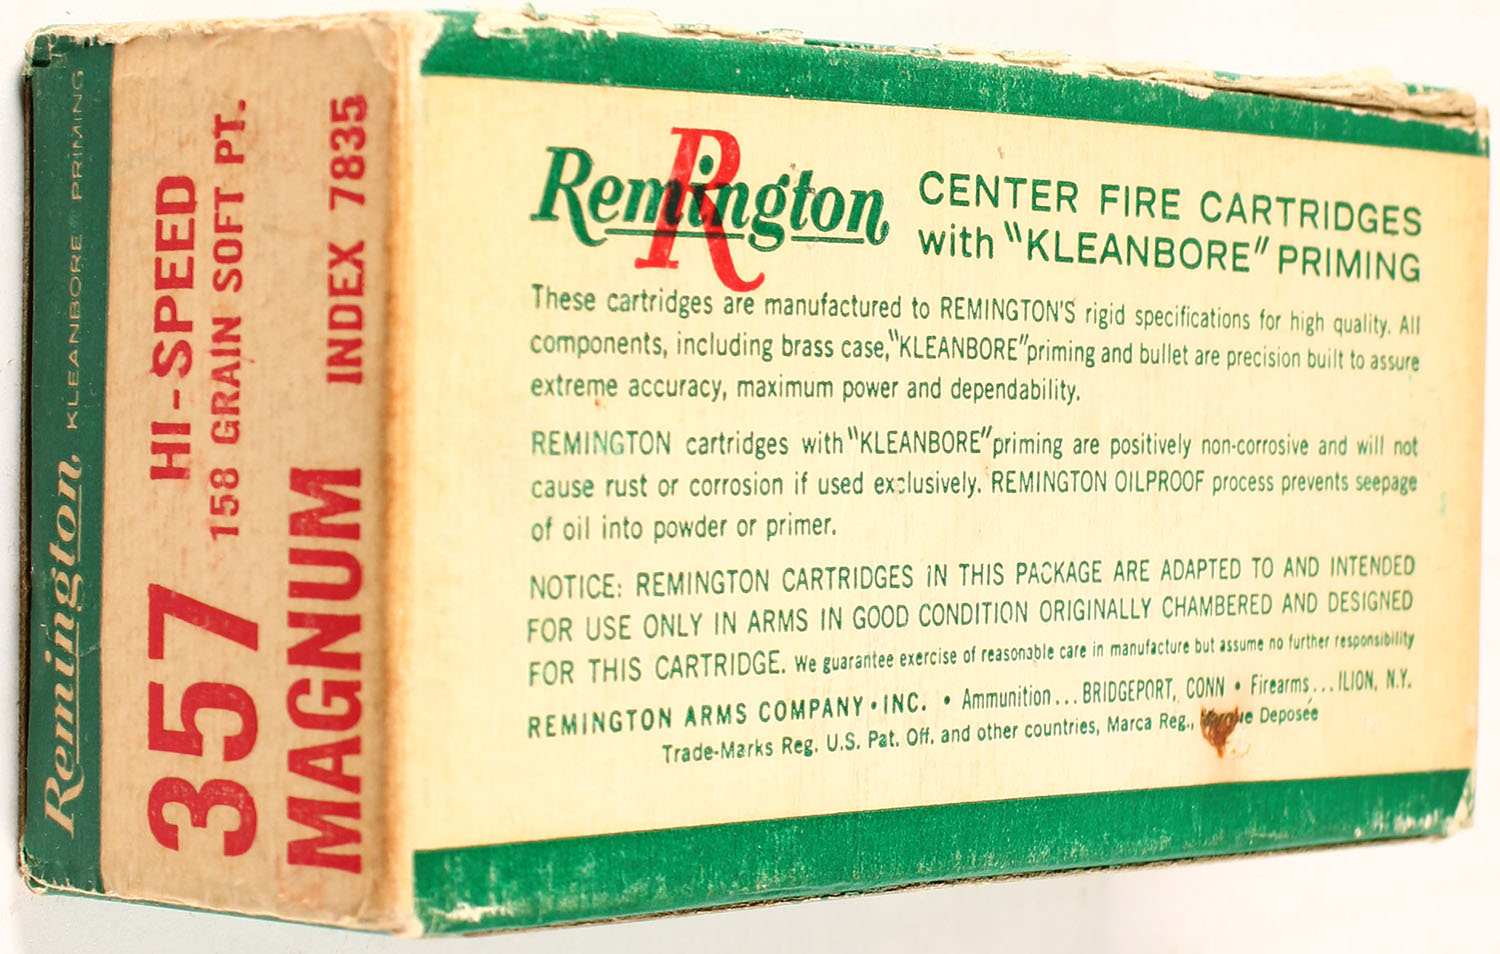 Remington, KLEANBORE PRIMING
357 HI-SPEED
158 GRAIN SOFT PT.
MAGNUM INDEX 7835
R
Remington
CENTER FIRE CARTRIDGES
with "KLEANBORE" PRIMING
These cartridges are manufactured to REMINGTON'S rigid specifications for high quality. All
components, including brass case, "KLEANBORE" priming and bullet are precision built to assure
extreme accuracy, maximum power and dependability.
REMINGTON cartridges with "KLEANBORE" priming are positively non-corrosive and will not
cause rust or corrosion if used exclusively. REMINGTON OILPROOF process prevents seepage
of oil into powder or primer.
NOTICE: REMINGTON CARTRIDGES IN THIS PACKAGE ARE ADAPTED TO AND INTENDED
FOR USE ONLY IN ARMS IN GOOD CONDITION ORIGINALLY CHAMBERED AND DESIGNED
FOR THIS CARTRIDGE. We guarantee exercise of reasonable care in manufacture but assume no further responsibility
REMINGTON ARMS COMPANY • INC. • Ammunition... BRIDGEPORT, CONN • Firearms... ILION, N.Y.
Trade-Marks Reg. U.S. Pat. Off. and other countries, Marca Reg., Marque Deposée